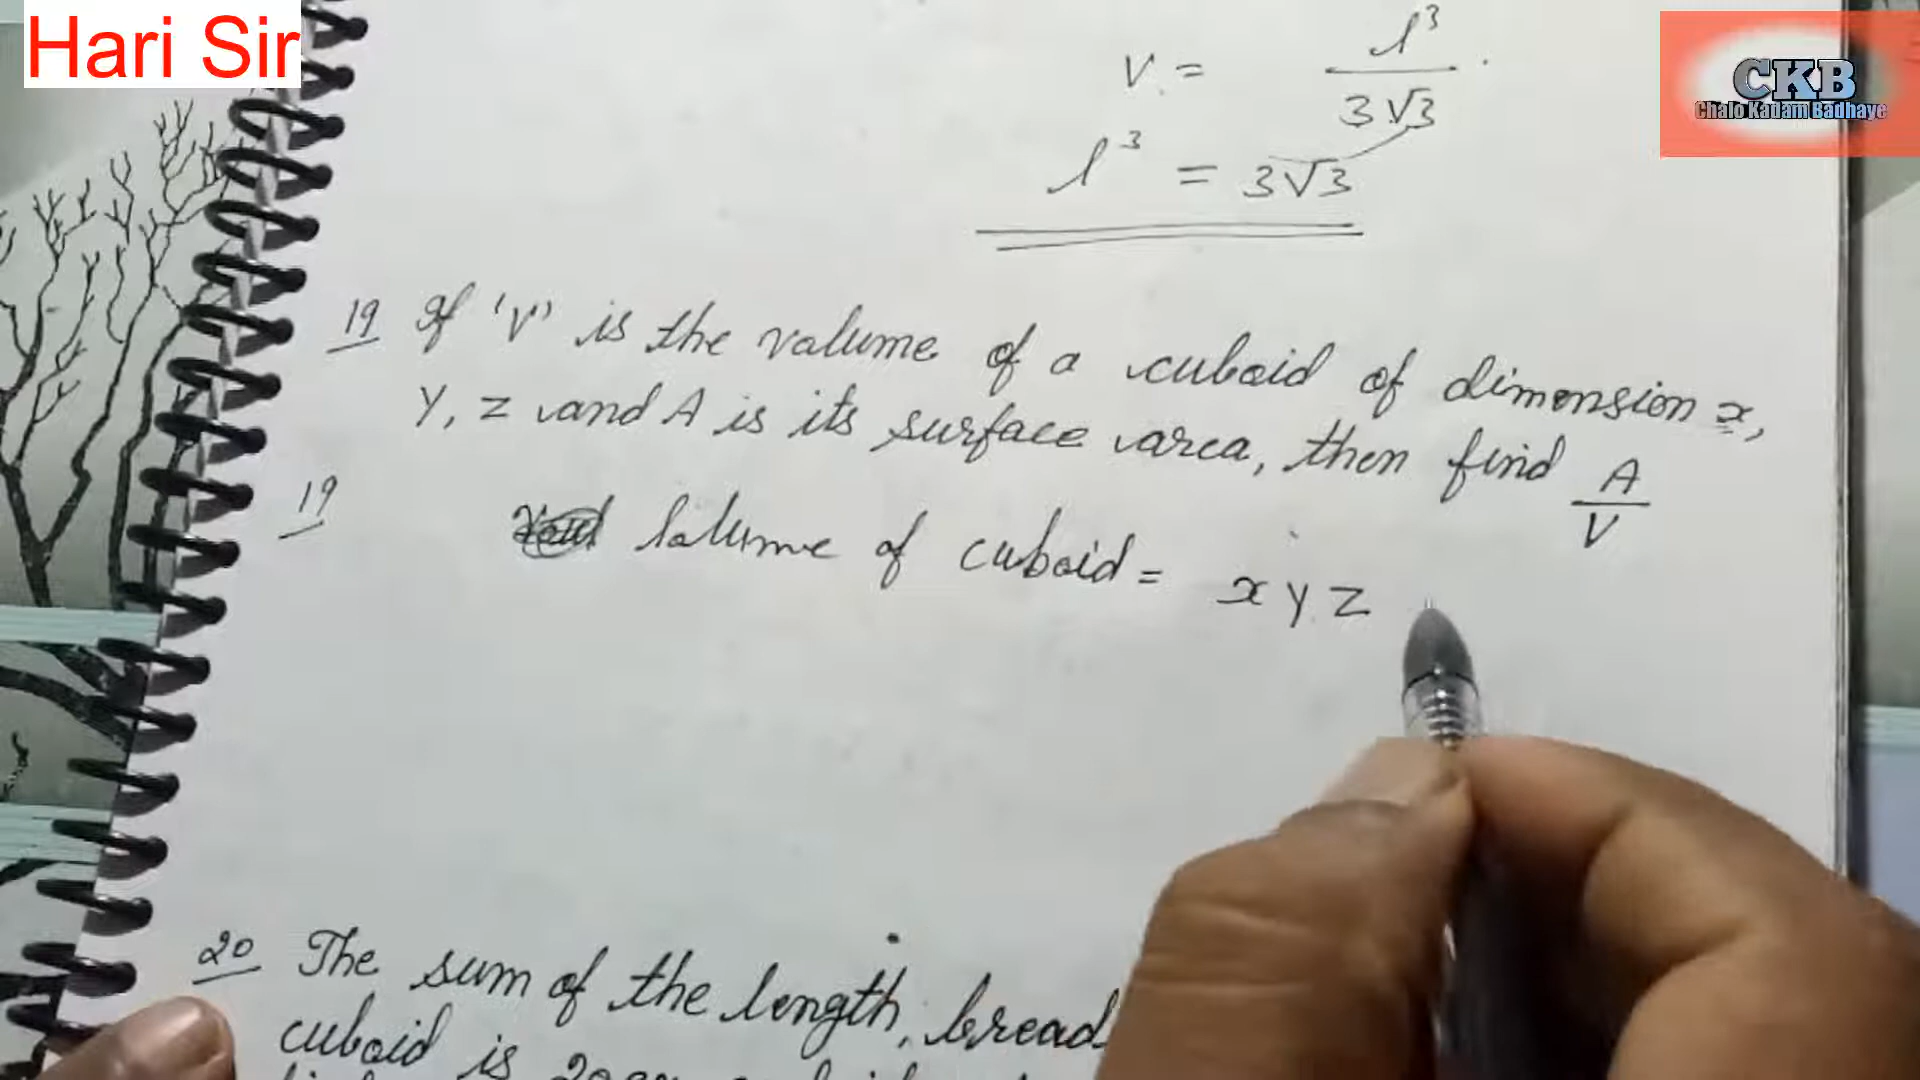 Hari Sir
CKB
Chalo Kadam Badhaye
V = l³ / 3√3
l³ = 3√3
19 If 'V' is the valume of a cuboid of dimension x,
Y, z and A is its surface area, then find A/V
19 Valume of cuboid = x y z
20 The sum of the length, bread
cuboid is